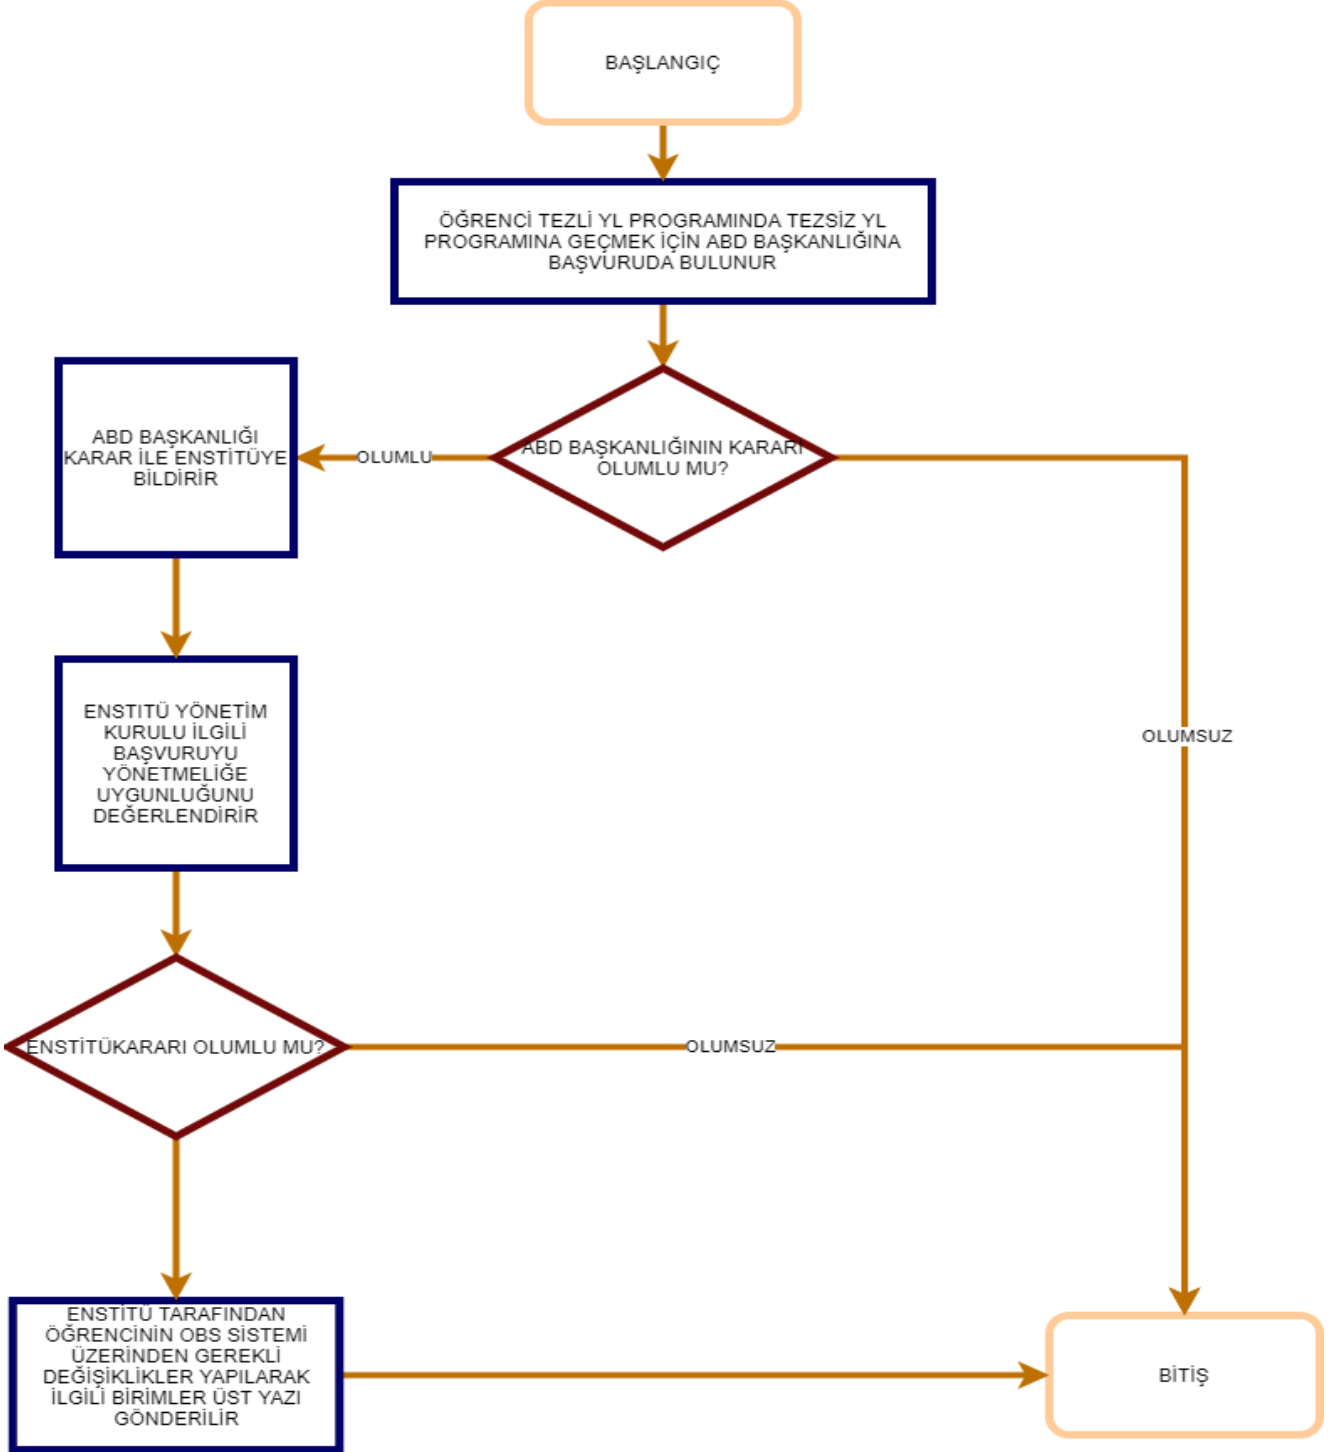 BAŞLANGIÇ
ÖĞRENCİ TEZLİ YL PROGRAMINDA TEZSİZ YL
PROGRAMINA GEÇMEK İÇİN ABD BAŞKANLIĞINA
BAŞVURUDA BULUNUR
ABD BAŞKANLIĞININ KARARI
OLUMLU MU?
OLUMLU
ABD BAŞKANLIĞI
KARAR İLE ENSTİTÜYE
BİLDİRİR
ENSTITÜ YÖNETİM
KURULU İLGİLİ
BAŞVURUYU
YÖNETMELİĞE
UYGUNLUĞUNU
DEĞERLENDİRİR
OLUMSUZ
ENSTİTÜKARARI OLUMLU MU?
OLUMSUZ
ENSTİTÜ TARAFINDAN
ÖĞRENCİNİN OBS SİSTEMİ
ÜZERİNDEN GEREKLİ
DEĞİŞİKLİKLER YAPILARAK
İLGİLİ BİRİMLER ÜST YAZI
GÖNDERİLİR
BİTİŞ